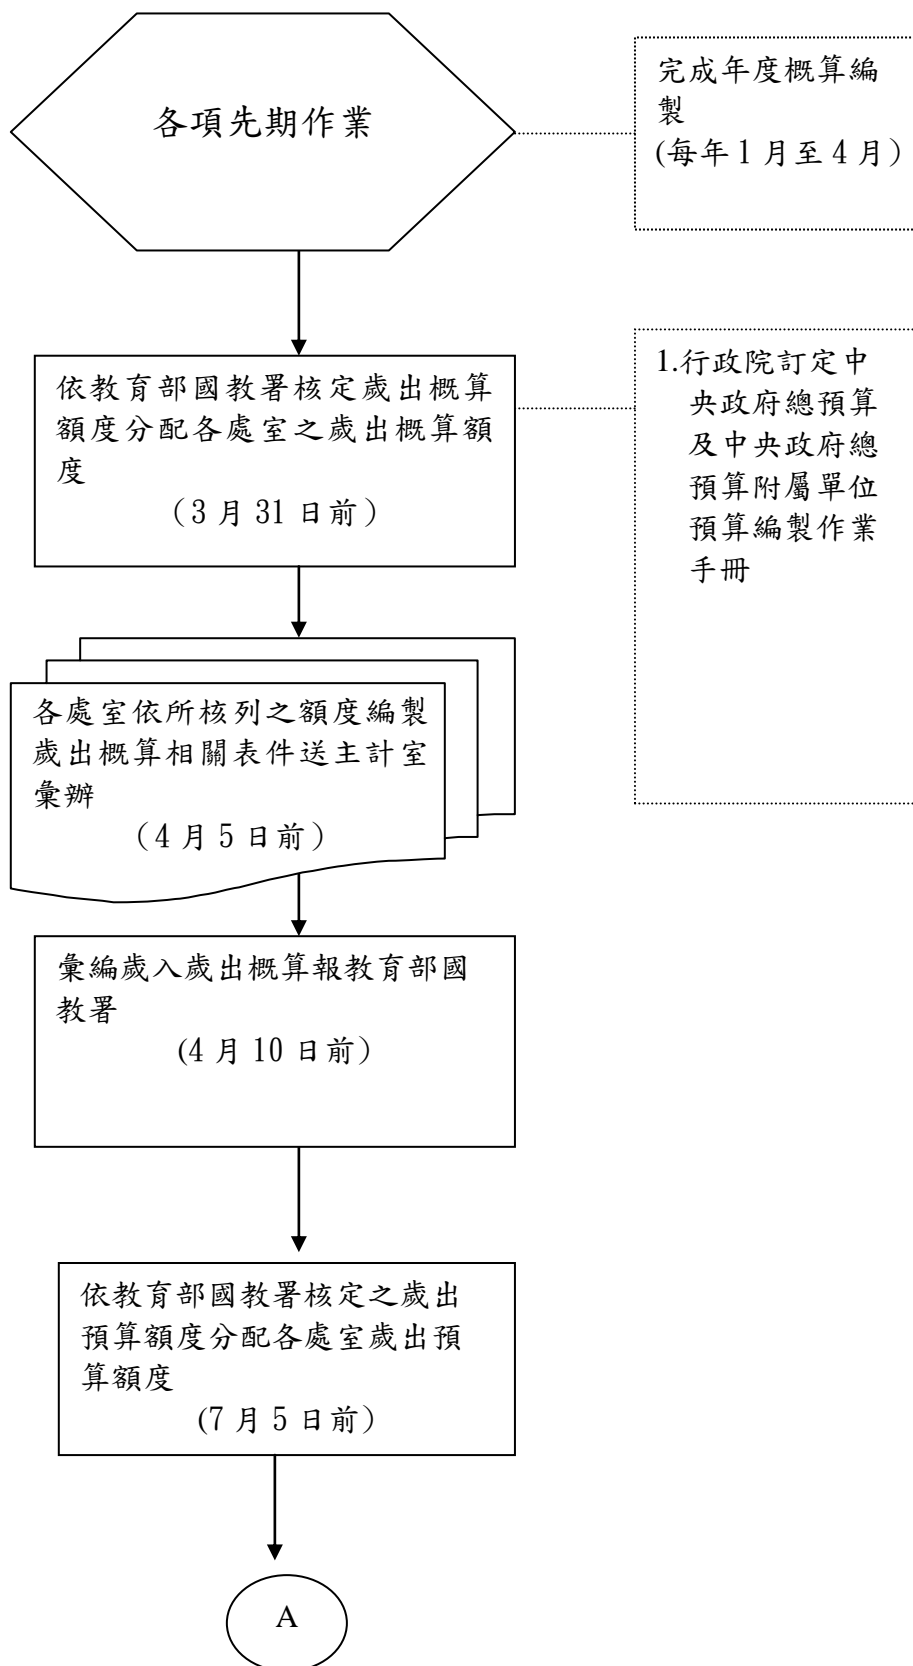 各項先期作業
完成年度概算編
製
(每年1月至4月)
依教育部國教署核定歲出概算
額度分配各處室之歲出概算額
度
(3月31日前)
1.行政院訂定中
央政府總預算
及中央政府總
預算附屬單位
預算編製作業
手冊
各處室依所核列之額度編製
歲出概算相關表件送主計室
彙辦
(4月5日前)
彙編歲入歲出概算報教育部國
教署
(4月10日前)
依教育部國教署核定之歲出
預算額度分配各處室歲出預
算額度
(7月5日前)
A